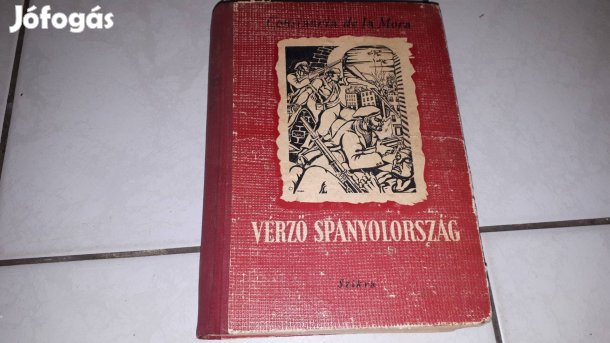 Jófogás
Constancia de la Mora
VÉRZŐ SPANYOLORSZÁG
Szikra